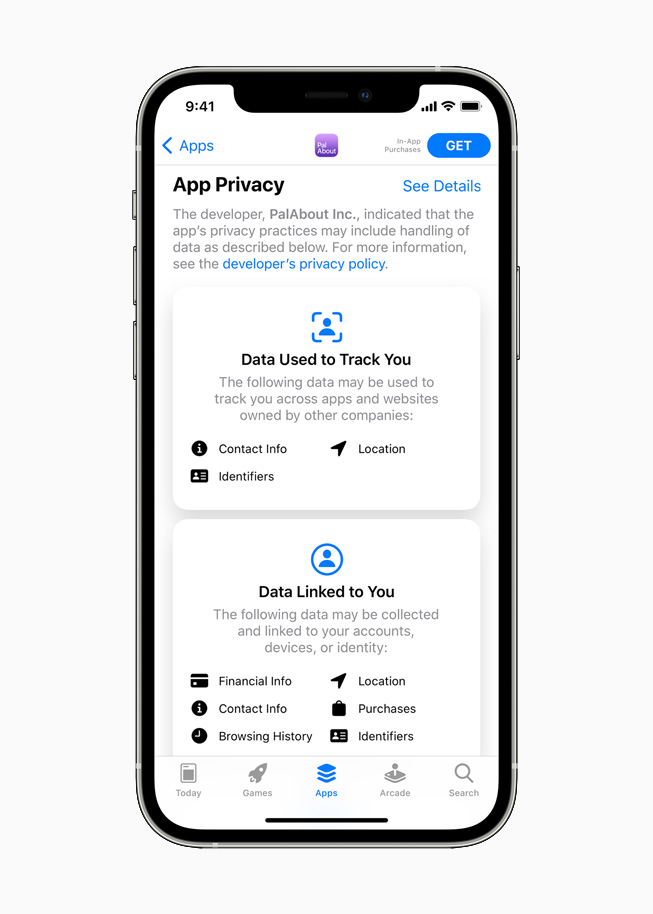 9:41
Apps
Pal
About
In-App
Purchases
GET
App Privacy
See Details
The developer, PalAbout Inc., indicated that the
app's privacy practices may include handling of
data as described below. For more information,
see the developer's privacy policy.
Data Used to Track You
The following data may be used to
track you across apps and websites
owned by other companies:
Contact Info
Location
Identifiers
Data Linked to You
The following data may be collected
and linked to your accounts,
devices, or identity:
Financial Info
Location
Contact Info
Purchases
Browsing History
Identifiers
Today
Games
Apps
Arcade
Search